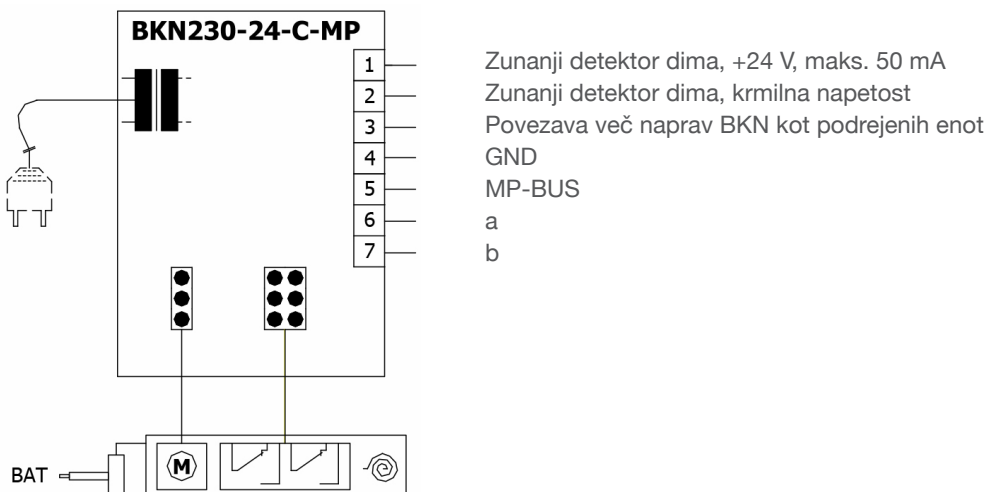 BKN230-24-C-MP
1 Zunanji detektor dima, +24 V, maks. 50 mA
2 Zunanji detektor dima, krmilna napetost
3 Povezava več naprav BKN kot podrejenih enot
4 GND
5 MP-BUS
6 a
7 b
BAT M